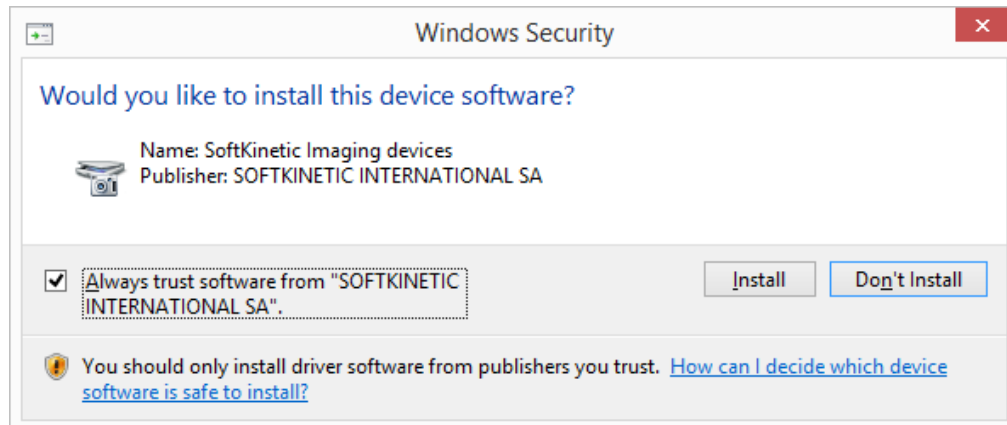 Windows Security
Would you like to install this device software?
Name: SoftKinetic Imaging devices
Publisher: SOFTKINETIC INTERNATIONAL SA
Always trust software from "SOFTKINETIC
INTERNATIONAL SA".
Install
Don't Install
You should only install driver software from publishers you trust. How can I decide which device
software is safe to install?